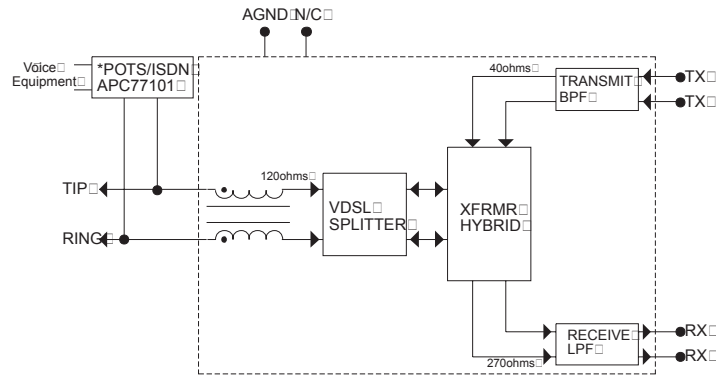 AGND N/C
Voice
Equipment
*POTS/ISDN
APC77101
40ohms
TRANSMIT
BPF
TX
TX
TIP
120ohms
VDSL
SPLITTER
XFRMR
HYBRID
RING
RECEIVE
LPF
RX
RX
270ohms